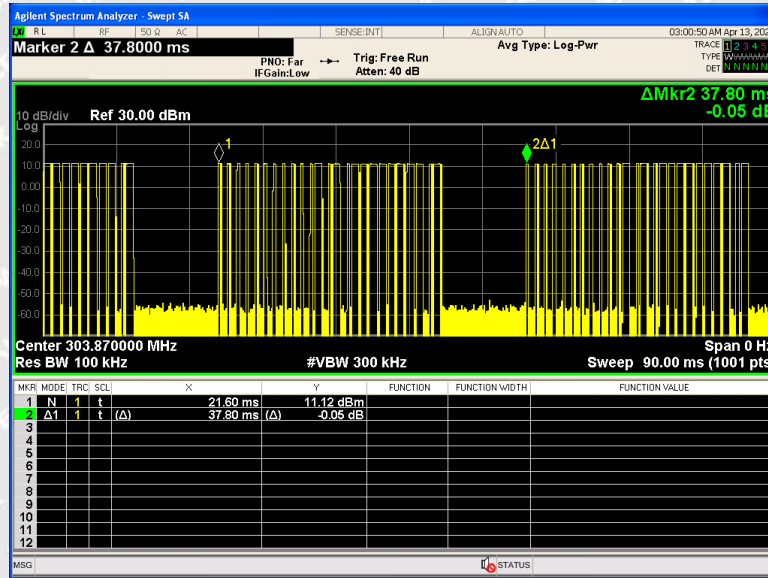 Agilent Spectrum Analyzer - Swept SA
LXI RL RF 50 Ω AC SENSE:INT ALIGN AUTO 03:00:50 AM Apr 13, 202
Marker 2 Δ 37.8000 ms
PNO: Far
IFGain:Low
Trig: Free Run
Atten: 40 dB
Avg Type: Log-Pwr
TRACE 1 2 3 4 5
TYPE W
DET N N N N N
ΔMkr2 37.80 ms
-0.05 dB
10 dB/div Ref 30.00 dBm
Log
20.0
10.0
0.00
-10.0
-20.0
-30.0
-40.0
-50.0
-60.0
1
2Δ1
Center 303.870000 MHz
Span 0 Hz
Res BW 100 kHz #VBW 300 kHz Sweep 90.00 ms (1001 pts
MKR MODE TRC SCL X Y FUNCTION FUNCTION WIDTH FUNCTION VALUE
1 N 1 t 21.60 ms 11.12 dBm
2 Δ1 1 t (Δ) 37.80 ms (Δ) -0.05 dB
3
4
5
6
7
8
9
10
11
12
MSG STATUS